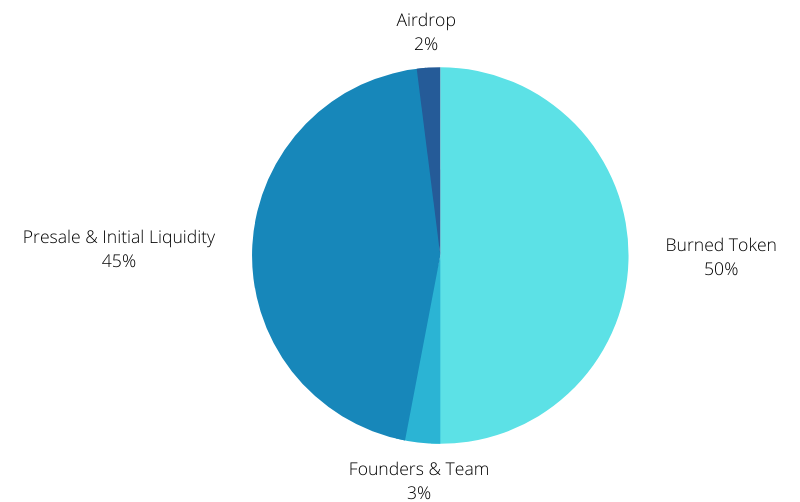 Airdrop
2%
Presale & Initial Liquidity
45%
Burned Token
50%
Founders & Team
3%